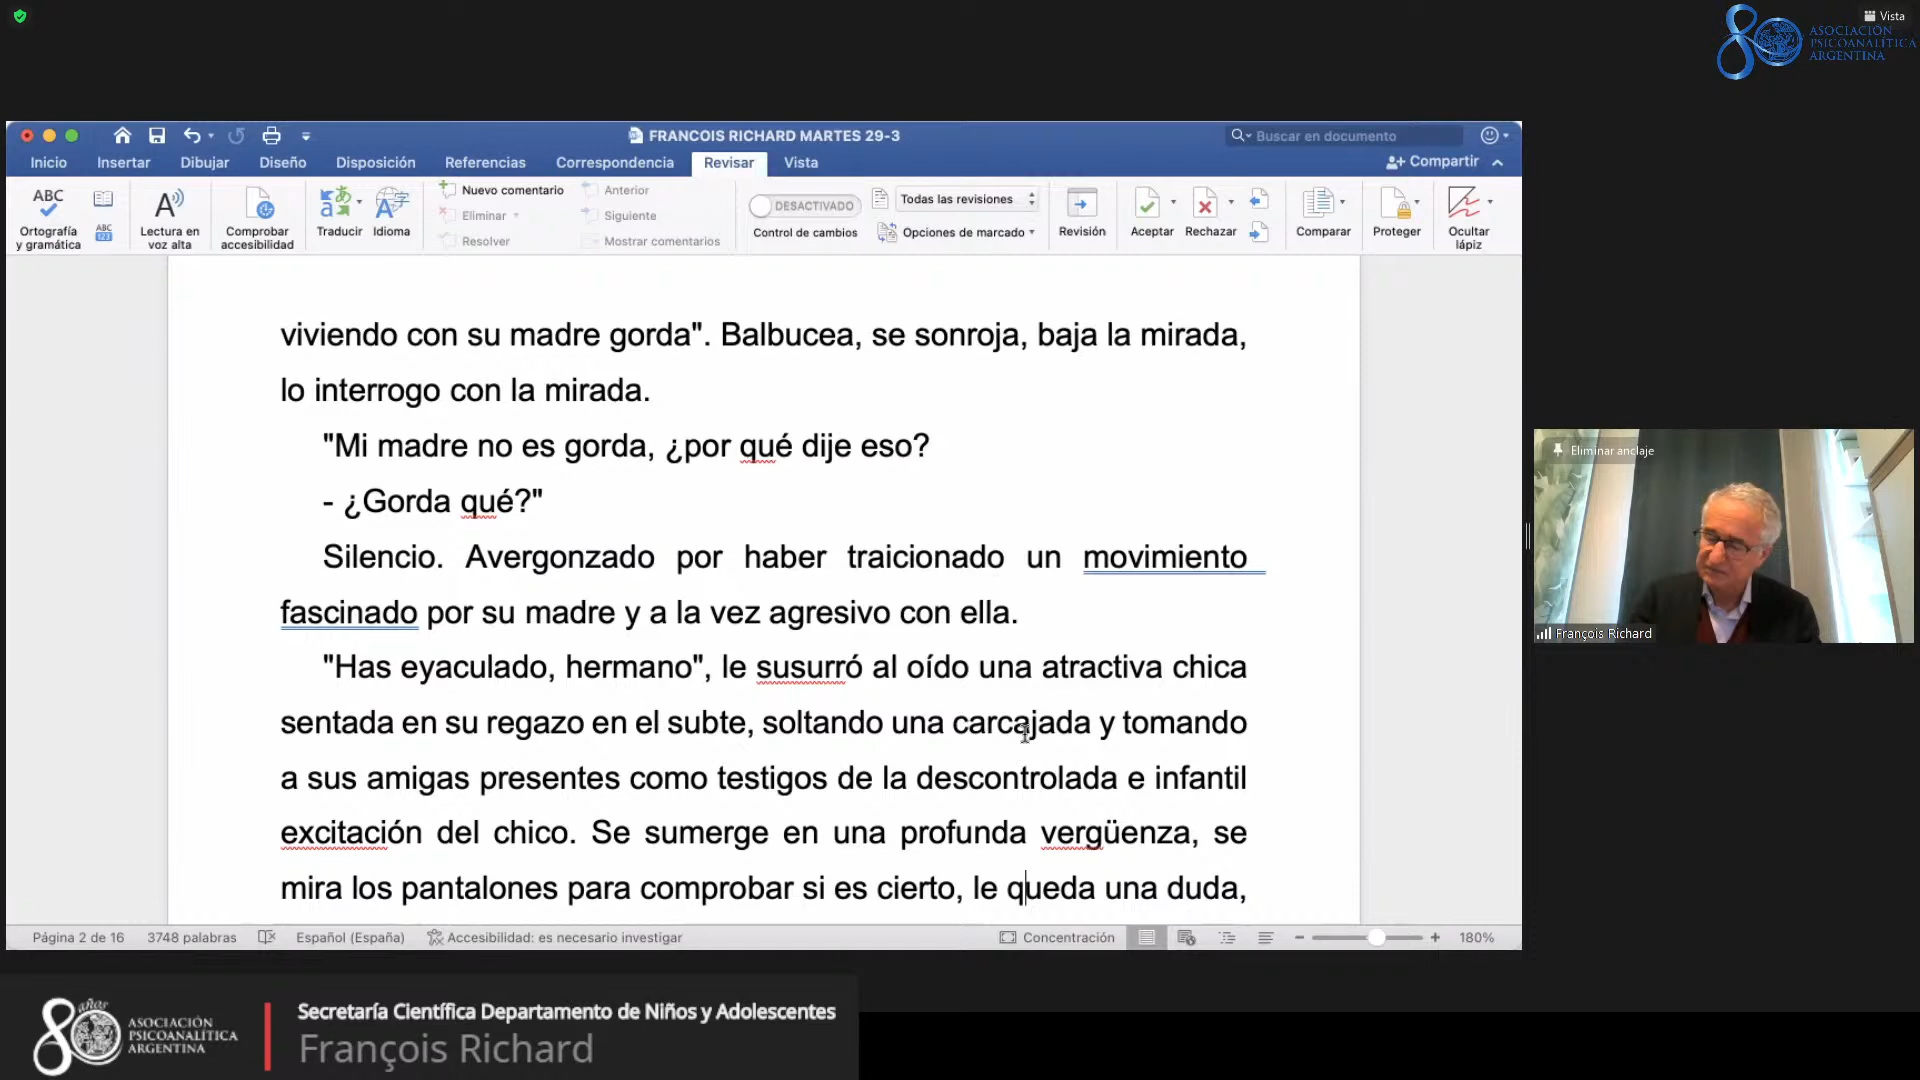 Vista
ASOCIACIÓN
PSICOANALÍTICA
ARGENTINA
FRANCOIS RICHARD MARTES 29-3
Buscar en documento
Inicio Insertar Dibujar Diseño Disposición Referencias Correspondencia Revisar Vista Compartir
ABC
Ortografía y gramática
ABC
123
Lectura en voz alta
Comprobar accesibilidad
Traducir
Idioma
Nuevo comentario
Eliminar
Resolver
Anterior
Siguiente
Mostrar comentarios
DESACTIVADO
Control de cambios
Todas las revisiones
Opciones de marcado
Revisión
Aceptar
Rechazar
Comparar
Proteger
Ocultar lápiz
viviendo con su madre gorda". Balbucea, se sonroja, baja la mirada,
lo interrogo con la mirada.
"Mi madre no es gorda, ¿por qué dije eso?
- ¿Gorda qué?"
Silencio. Avergonzado por haber traicionado un movimiento
fascinado por su madre y a la vez agresivo con ella.
"Has eyaculado, hermano", le susurró al oído una atractiva chica
sentada en su regazo en el subte, soltando una carcajada y tomando
a sus amigas presentes como testigos de la descontrolada e infantil
excitación del chico. Se sumerge en una profunda vergüenza, se
mira los pantalones para comprobar si es cierto, le queda una duda,
Eliminar anclaje
François Richard
Página 2 de 16 3748 palabras Español (España) Accesibilidad: es necesario investigar Concentración 180%
80 años
ASOCIACIÓN
PSICOANALÍTICA
ARGENTINA
Secretaría Científica Departamento de Niños y Adolescentes
François Richard